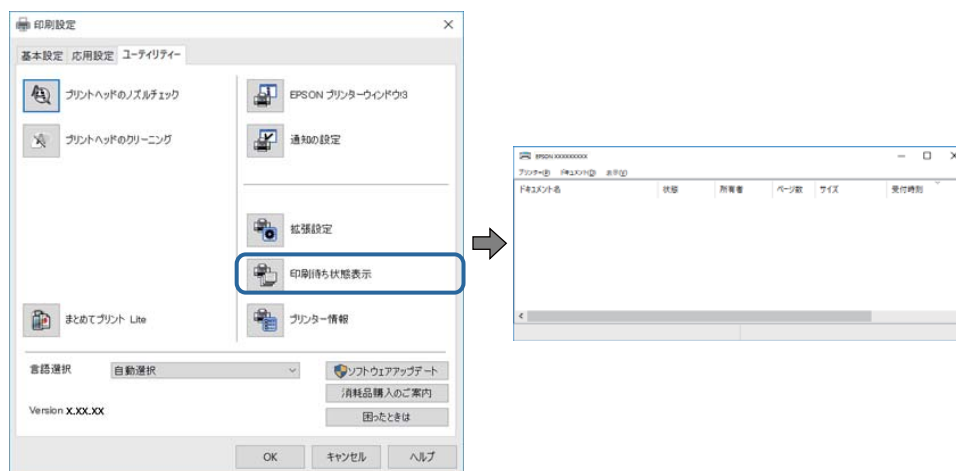 印刷設定
基本設定 応用設定 ユーティリティー
プリントヘッドのノズルチェック
プリントヘッドのクリーニング
まとめてプリント Lite
EPSON プリンターウィンドウ!3
通知の設定
拡張設定
印刷待ち状態表示
プリンター情報
言語選択 自動選択
ソフトウェアアップデート
消耗品購入のご案内
Version X.XX.XX
困ったときは
OK キャンセル ヘルプ
EPSON XXXXXXXXXX
プリンター(P) ドキュメント(D) 表示(V)
ドキュメント名 状態 所有者 ページ数 サイズ 受付時刻